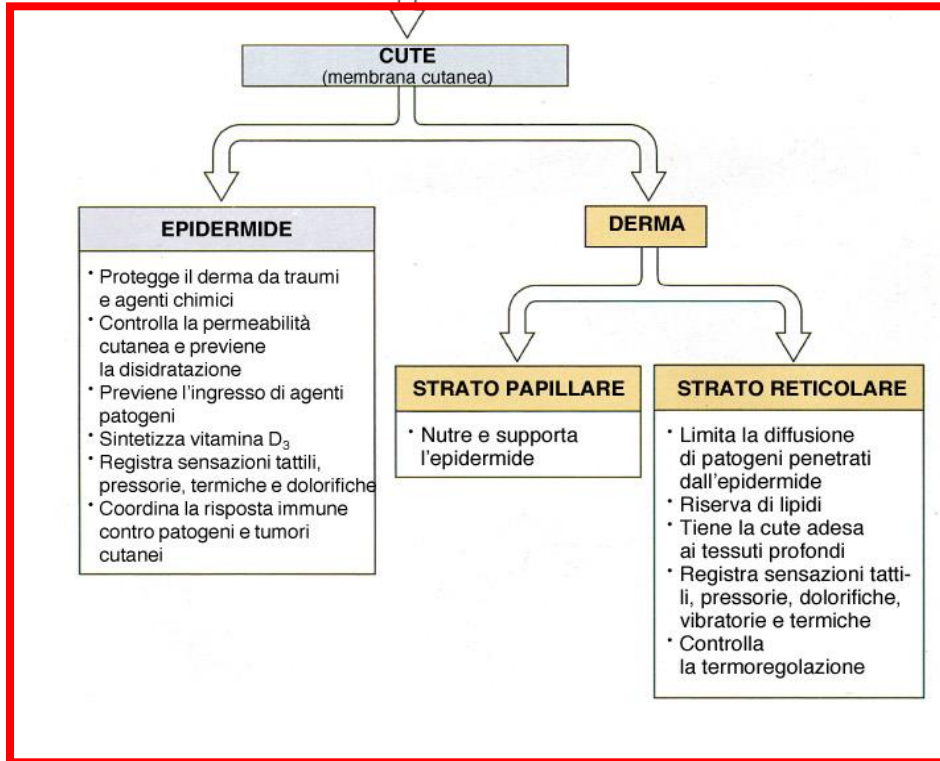 CUTE
(membrana cutanea)
EPIDERMIDE
• Protegge il derma da traumi
e agenti chimici
• Controlla la permeabilità
cutanea e previene
la disidratazione
• Previene l'ingresso di agenti
patogeni
• Sintetizza vitamina D₃
• Registra sensazioni tattili,
pressorie, termiche e dolorifiche
• Coordina la risposta immune
contro patogeni e tumori
cutanei
DERMA
STRATO PAPILLARE
• Nutre e supporta
l'epidermide
STRATO RETICOLARE
• Limita la diffusione
di patogeni penetrati
dall'epidermide
• Riserva di lipidi
• Tiene la cute adesa
ai tessuti profondi
• Registra sensazioni tatti-
li, pressorie, dolorifiche,
vibratorie e termiche
• Controlla
la termoregolazione